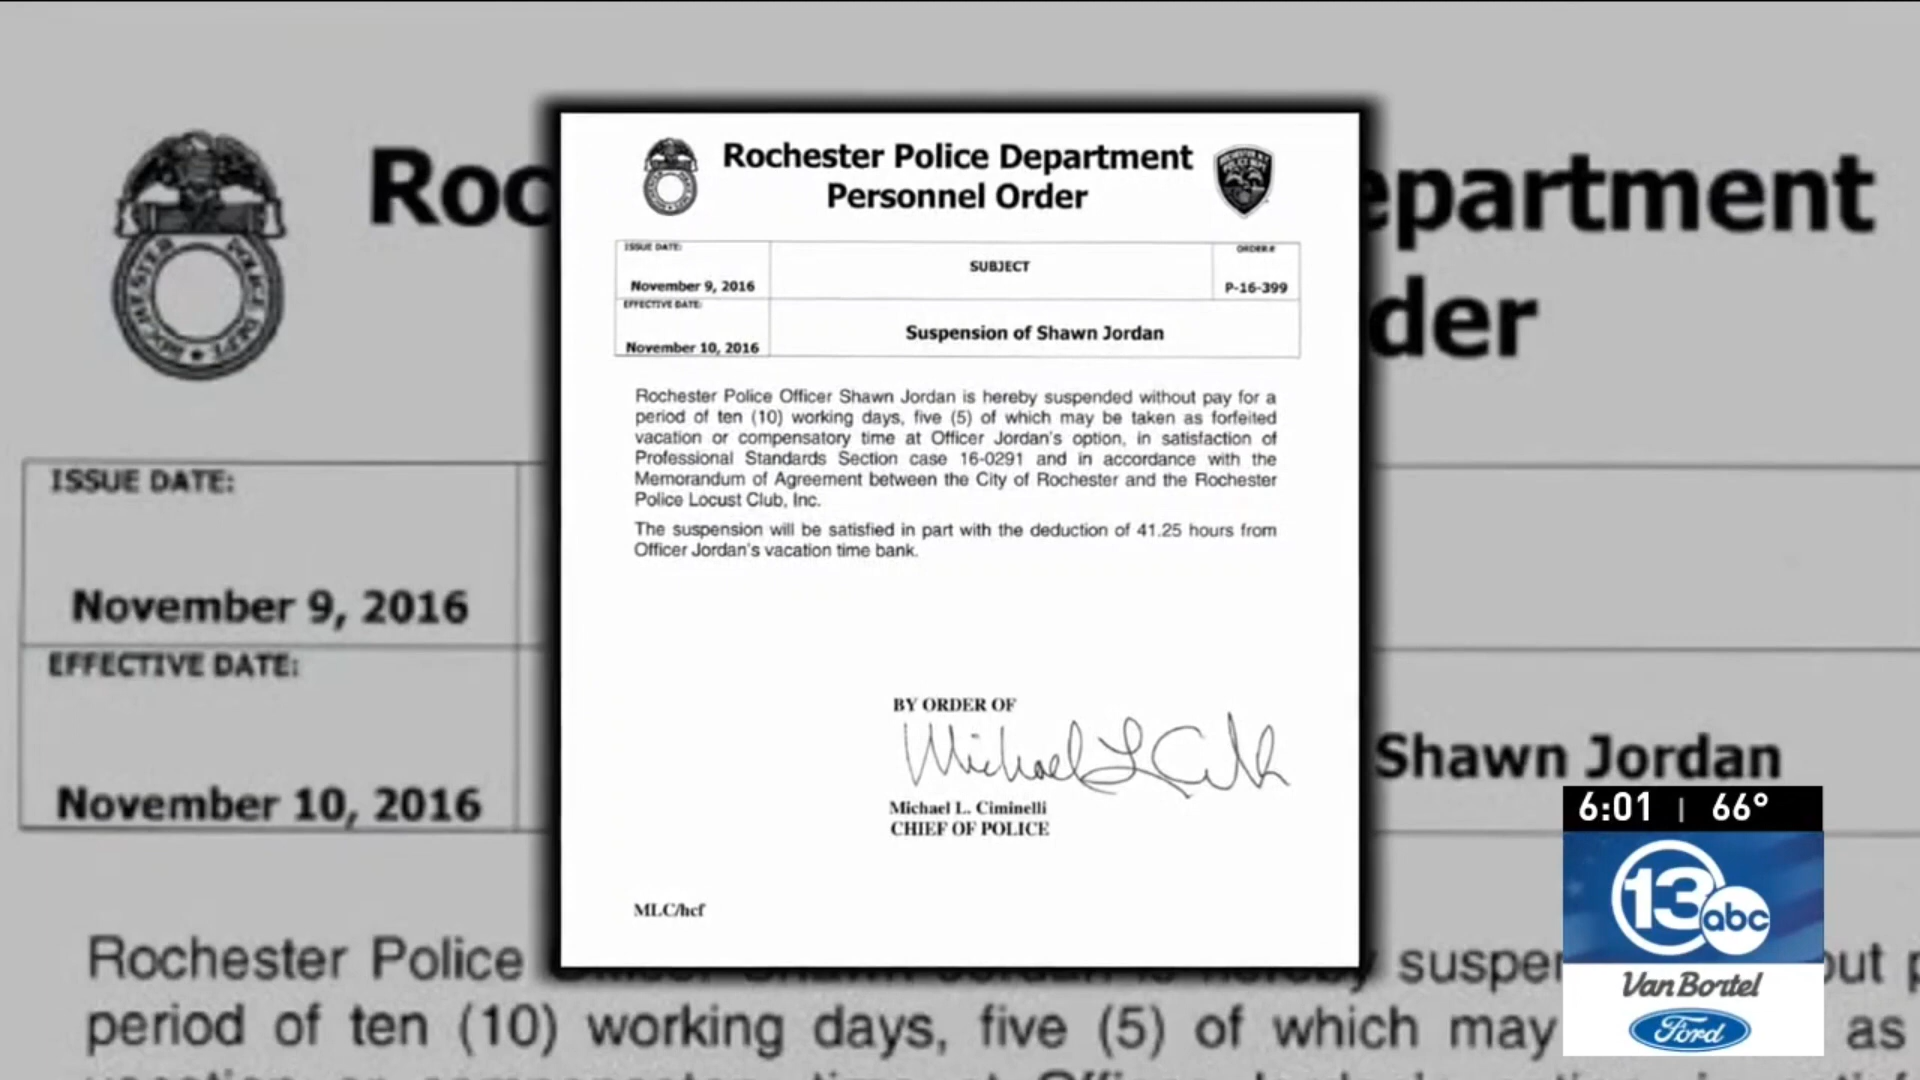 Rochester Police Department
Personnel Order
ISSUE DATE:
November 9, 2016
SUBJECT
ORDER#
P-16-399
EFFECTIVE DATE:
November 10, 2016
Suspension of Shawn Jordan
Rochester Police Officer Shawn Jordan is hereby suspended without pay for a
period of ten (10) working days, five (5) of which may be taken as forfeited
vacation or compensatory time at Officer Jordan's option, in satisfaction of
Professional Standards Section case 16-0291 and in accordance with the
Memorandum of Agreement between the City of Rochester and the Rochester
Police Locust Club, Inc.
The suspension will be satisfied in part with the deduction of 41.25 hours from
Officer Jordan's vacation time bank.
BY ORDER OF
Michael L. Ciminelli
CHIEF OF POLICE
MLC/hcf
Roc epartment
der
ISSUE DATE:
November 9, 2016
EFFECTIVE DATE:
November 10, 2016
Shawn Jordan
Rochester Police suspen out p
period of ten (10) working days, five (5) of which may as
6:01 | 66°
13 abc
Van Bortel
Ford